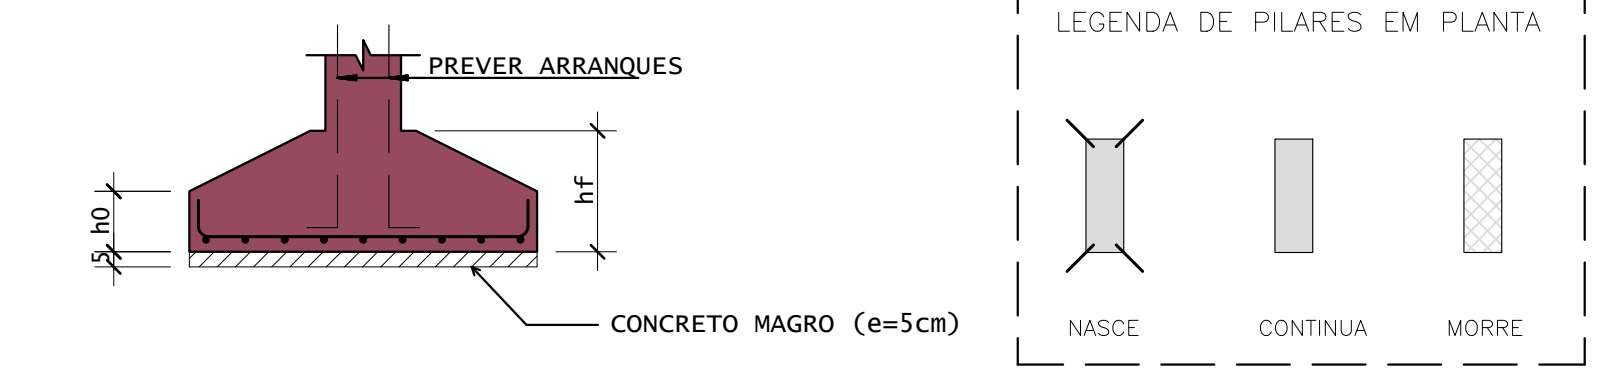 PREVER ARRANQUES
h0
5
hf
CONCRETO MAGRO (e=5cm)
LEGENDA DE PILARES EM PLANTA
NASCE
CONTINUA
MORRE